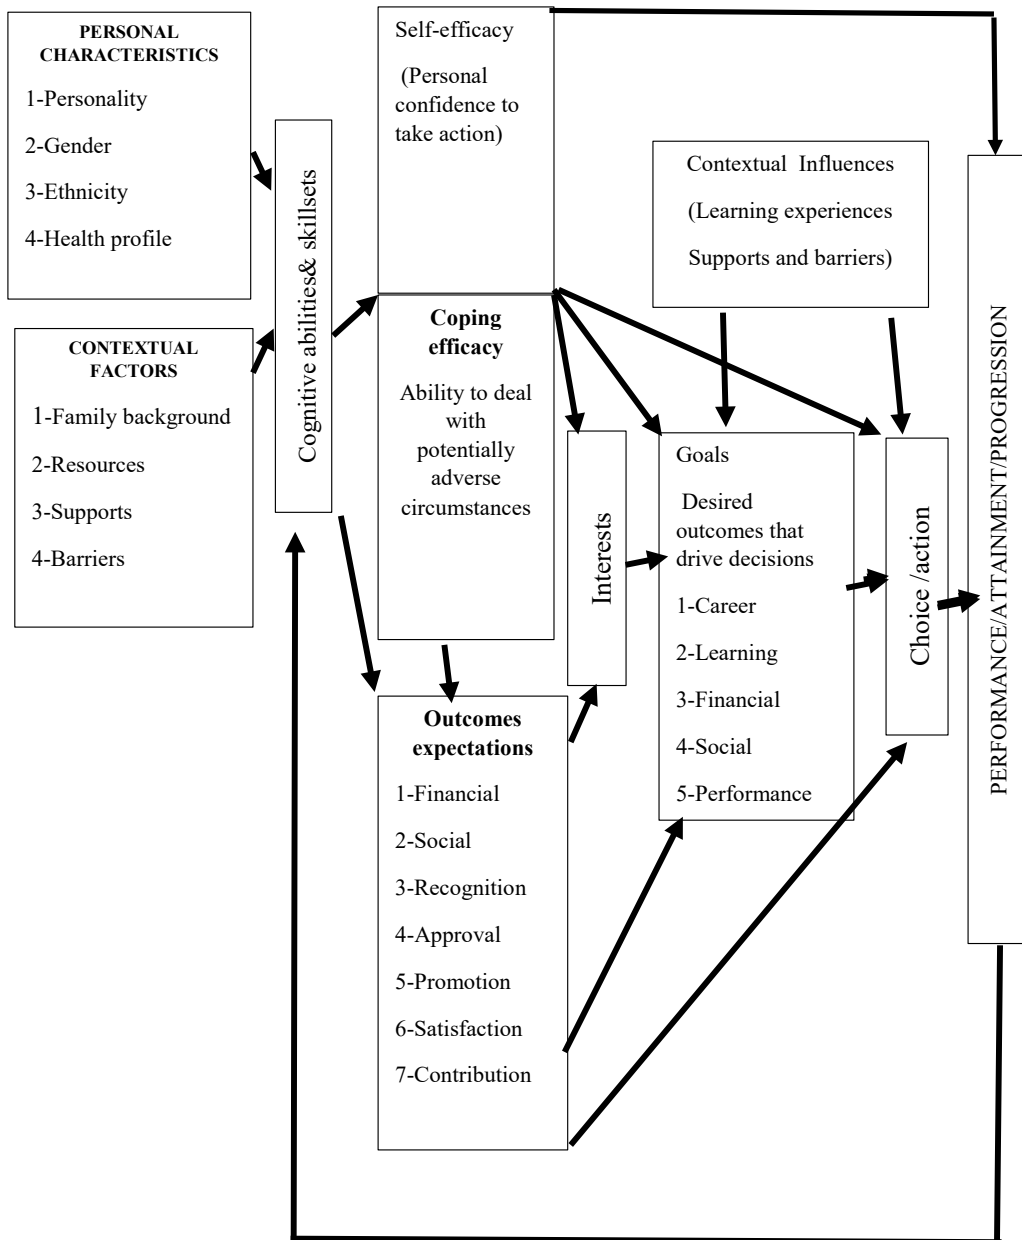 PERSONAL
CHARACTERISTICS
1-Personality
2-Gender
3-Ethnicity
4-Health profile
CONTEXTUAL
FACTORS
1-Family background
2-Resources
3-Supports
4-Barriers
Cognitive abilities& skillsets
Self-efficacy
(Personal
confidence to
take action)
Coping
efficacy
Ability to deal
with
potentially
adverse
circumstances
Outcomes
expectations
1-Financial
2-Social
3-Recognition
4-Approval
5-Promotion
6-Satisfaction
7-Contribution
Interests
Contextual Influences
(Learning experiences
Supports and barriers)
Goals
Desired
outcomes that
drive decisions
1-Career
2-Learning
3-Financial
4-Social
5-Performance
Choice /action
PERFORMANCE/ATTAINMENT/PROGRESSION